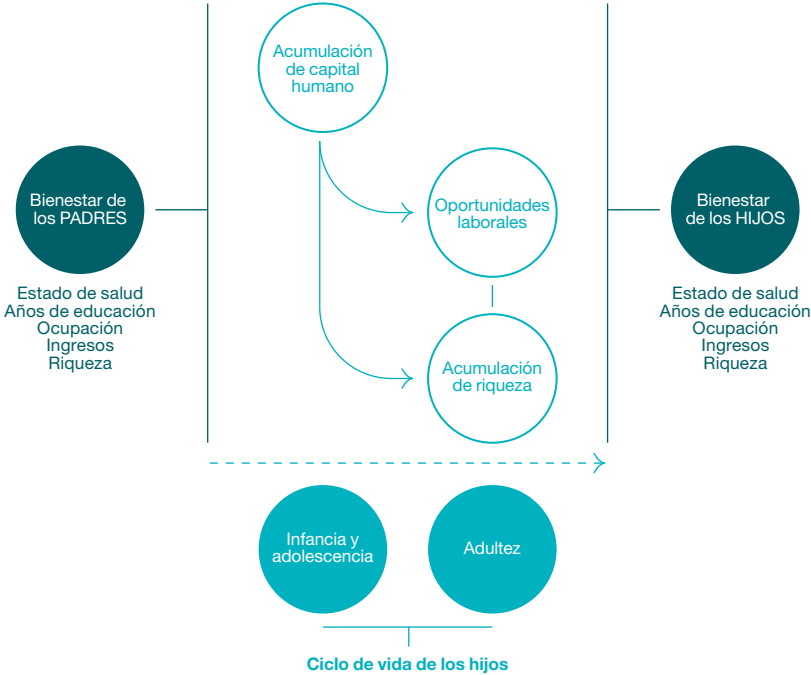 Acumulación
de capital
humano
Bienestar de
los PADRES
Estado de salud
Años de educación
Ocupación
Ingresos
Riqueza
Oportunidades
laborales
Acumulación
de riqueza
Bienestar
de los HIJOS
Estado de salud
Años de educación
Ocupación
Ingresos
Riqueza
Infancia y
adolescencia
Adultez
Ciclo de vida de los hijos